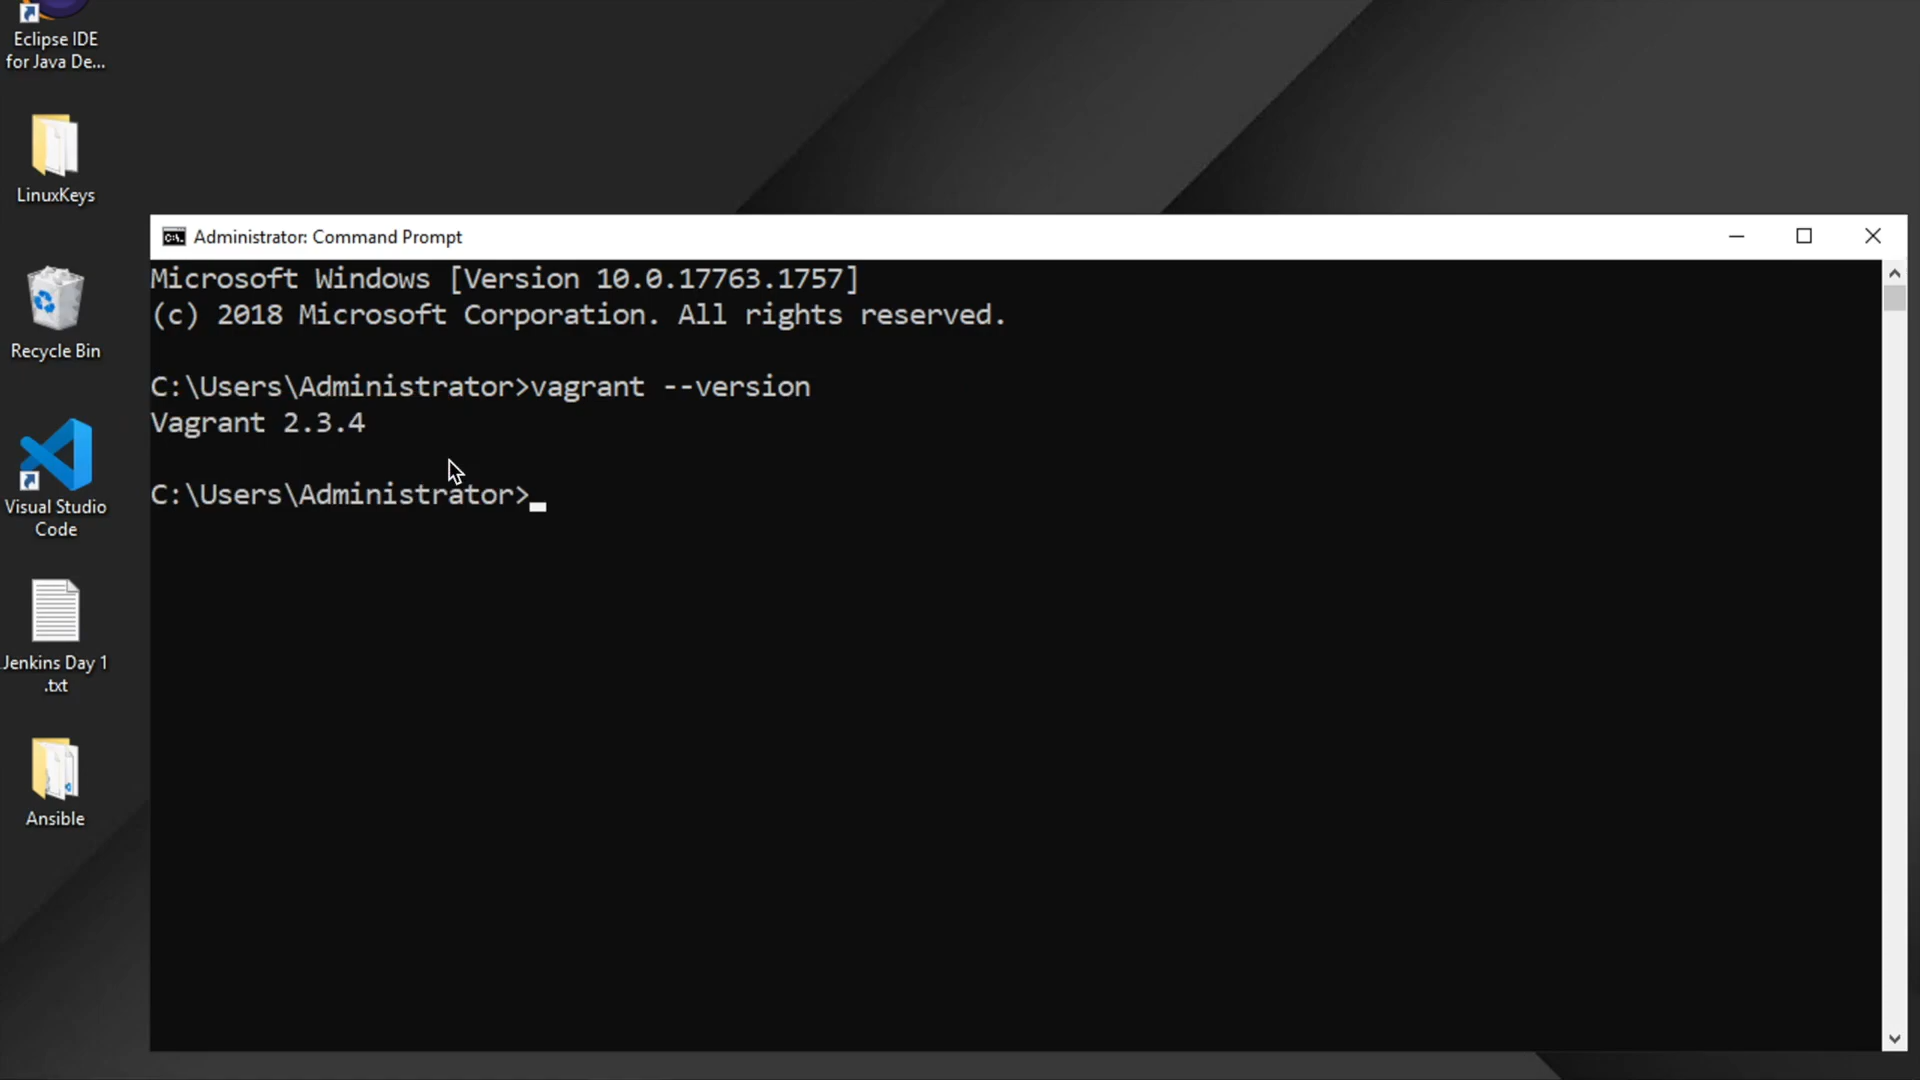 Eclipse IDE
for Java De...
LinuxKeys
Recycle Bin
Visual Studio
Code
Jenkins Day 1
.txt
Ansible
Administrator: Command Prompt
Microsoft Windows [Version 10.0.17763.1757]
(c) 2018 Microsoft Corporation. All rights reserved.
C:\Users\Administrator>vagrant --version
Vagrant 2.3.4
C:\Users\Administrator>